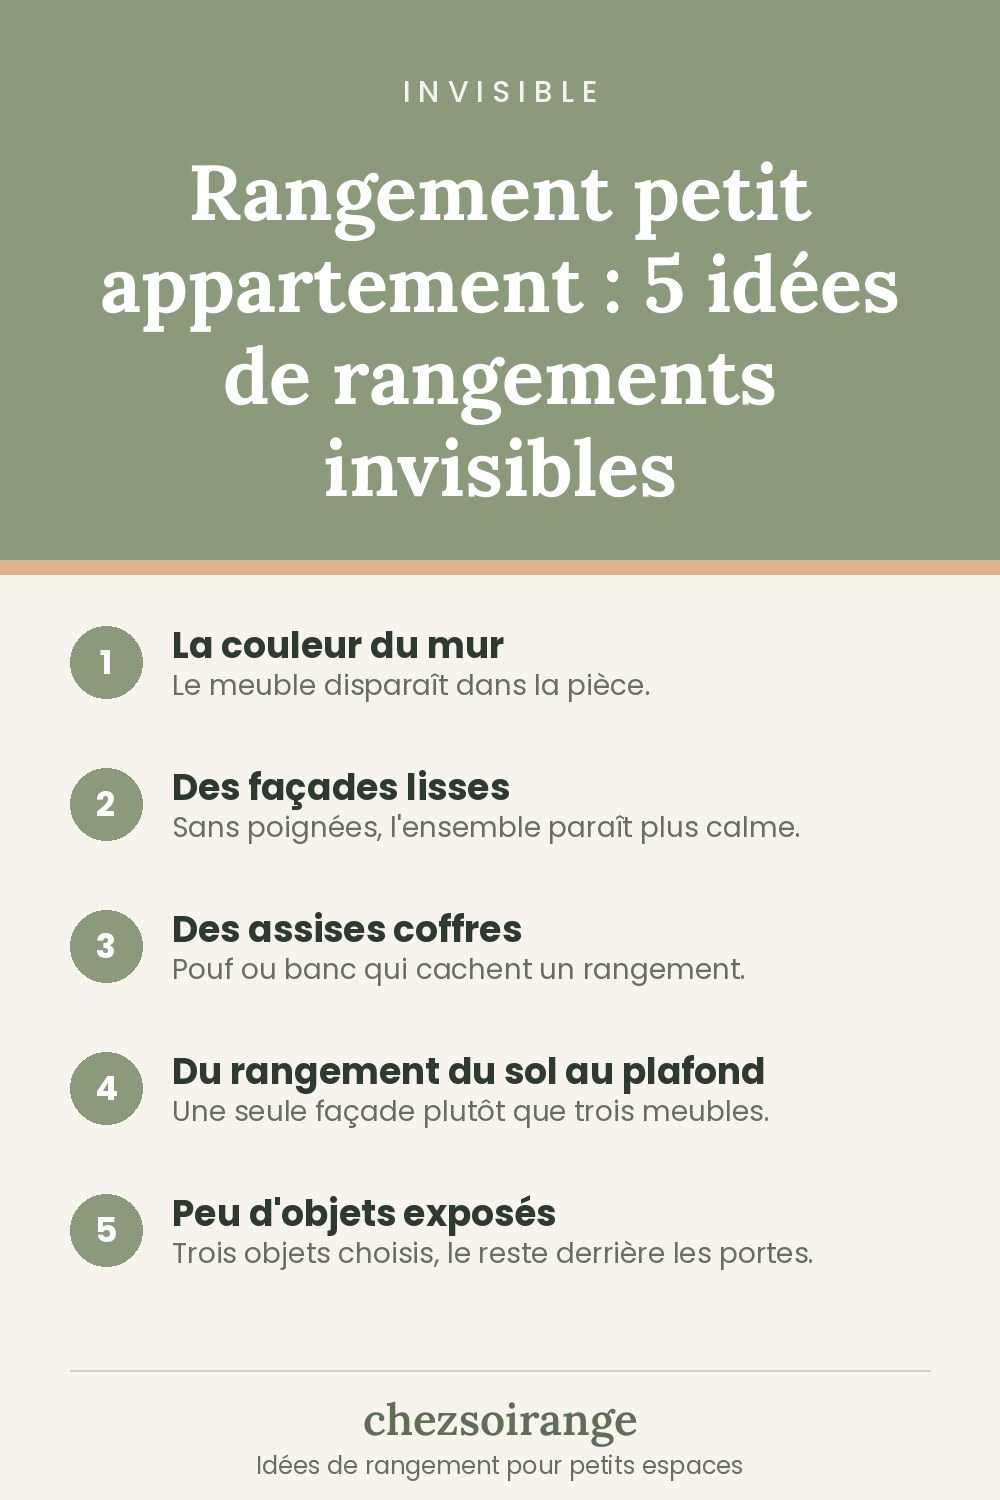 INVISIBLE
Rangement petit
appartement : 5 idées
de rangements
invisibles
1
La couleur du mur
Le meuble disparaît dans la pièce.
2
Des façades lisses
Sans poignées, l'ensemble paraît plus calme.
3
Des assises coffres
Pouf ou banc qui cachent un rangement.
4
Du rangement du sol au plafond
Une seule façade plutôt que trois meubles.
5
Peu d'objets exposés
Trois objets choisis, le reste derrière les portes.
chezsoirange
Idées de rangement pour petits espaces